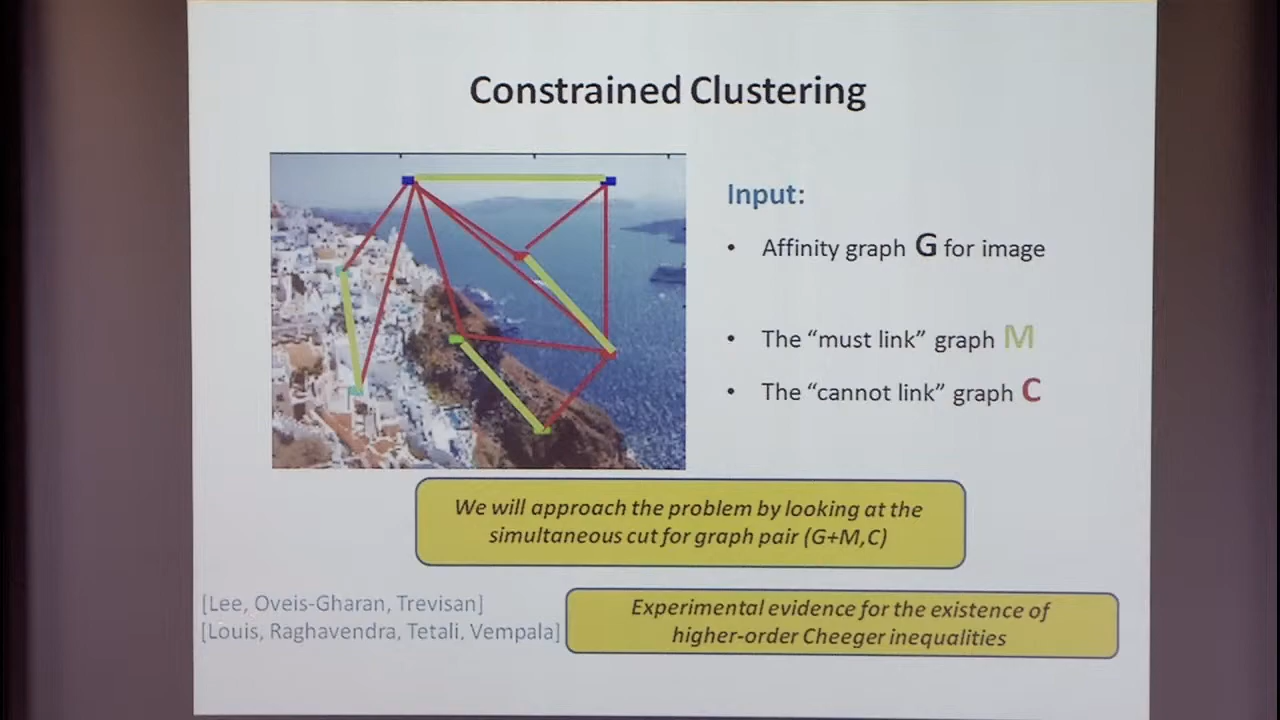 Constrained Clustering
Input:
• Affinity graph G for image
• The “must link” graph M
• The “cannot link” graph C
We will approach the problem by looking at the
simultaneous cut for graph pair (G+M,C)
[Lee, Oveis-Gharan, Trevisan]
[Louis, Raghavendra, Tetali, Vempala]
Experimental evidence for the existence of
higher-order Cheeger inequalities